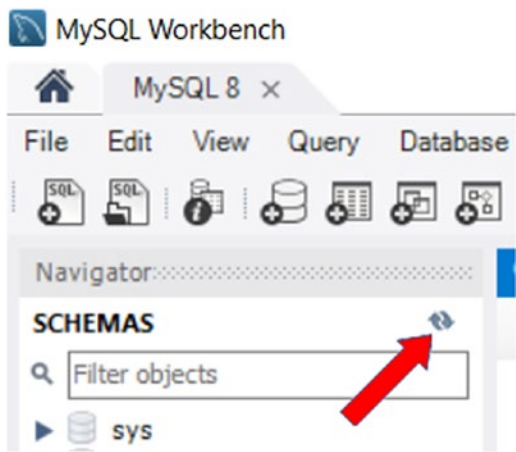 MySQL Workbench
MySQL 8 ×
File Edit View Query Database
SQL SQL
Navigator
SCHEMAS
Filter objects
sys